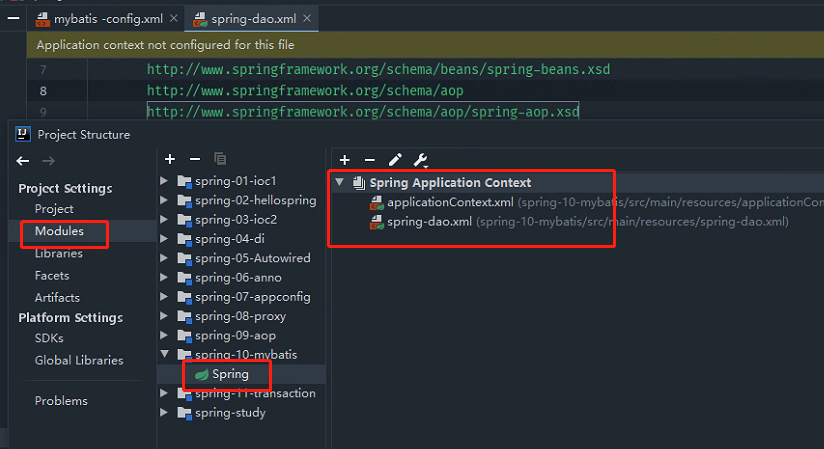 mybatis -config.xml
spring-dao.xml
Application context not configured for this file
7 http://www.springframework.org/schema/beans/spring-beans.xsd
8 http://www.springframework.org/schema/aop
9 http://www.springframework.org/schema/aop/spring-aop.xsd
Project Structure
Project Settings
Project
Modules
Libraries
Facets
Artifacts
Platform Settings
SDKs
Global Libraries
Problems
spring-01-ioc1
spring-02-hellospring
spring-03-ioc2
spring-04-di
spring-05-Autowired
spring-06-anno
spring-07-appconfig
spring-08-proxy
spring-09-aop
spring-10-mybatis
Spring
spring-11-transaction
spring-study
Spring Application Context
applicationContext.xml (spring-10-mybatis/src/main/resources/applicationCon
spring-dao.xml (spring-10-mybatis/src/main/resources/spring-dao.xml)